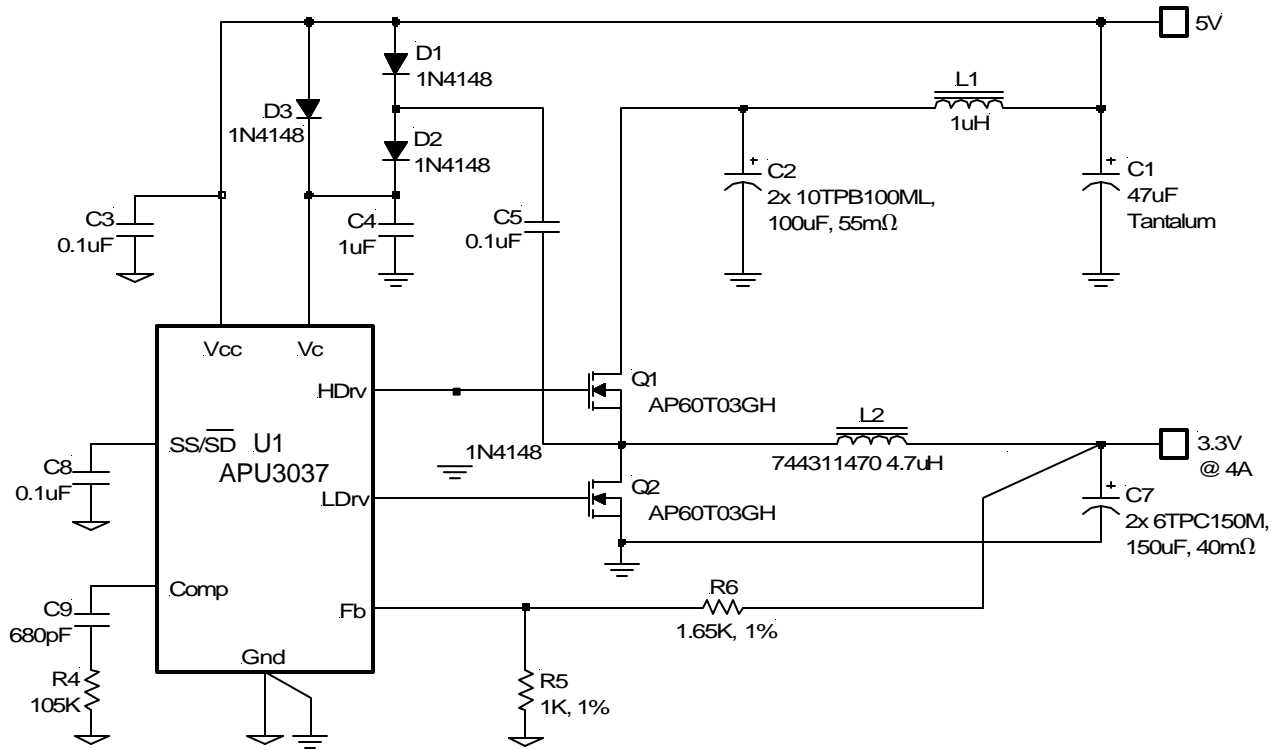 5V
D1
1N4148
L1
1uH
D3
1N4148
D2
1N4148
C2
2x 10TPB100ML,
100uF, 55mΩ
C1
47uF
Tantalum
C3
0.1uF
C4
1uF
C5
0.1uF
Vcc
Vc
HDrv
Q1
AP60T03GH
L2
744311470 4.7uH
3.3V
@ 4A
SS/SD
U1
APU3037
1N4148
C8
0.1uF
LDrv
Q2
AP60T03GH
C7
2x 6TPC150M,
150uF, 40mΩ
Comp
C9
680pF
Fb
R6
1.65K, 1%
Gnd
R4
105K
R5
1K, 1%